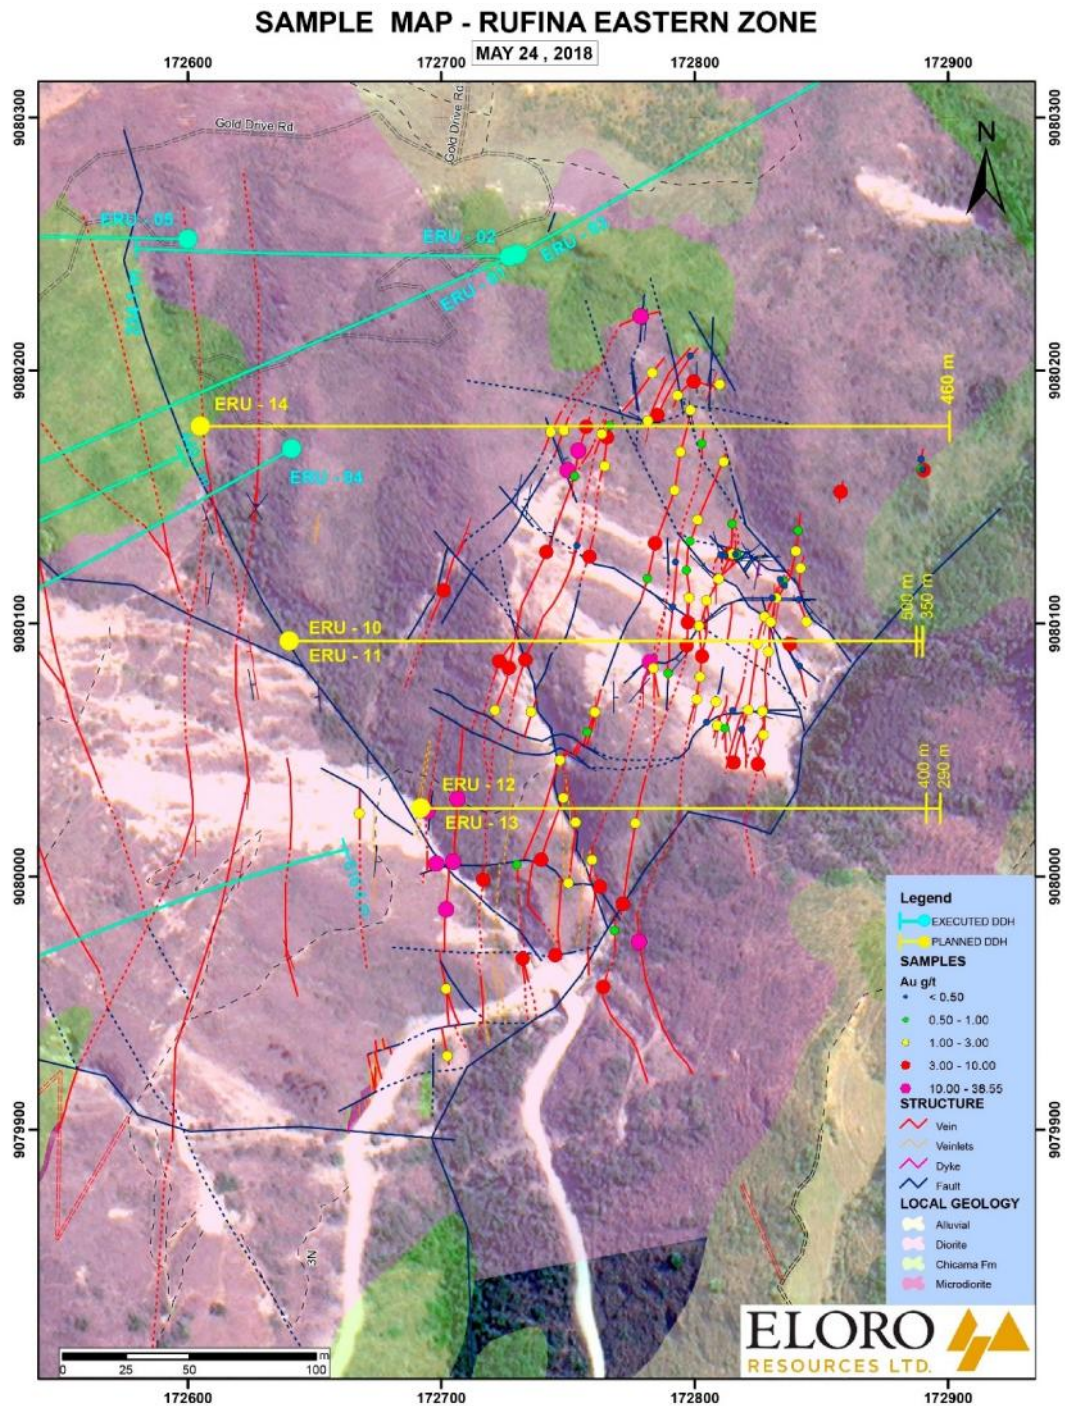 SAMPLE MAP - RUFINA EASTERN ZONE
MAY 24 , 2018
172600 172700 172800 172900
9080300 9080300
Gold Drive Rd
Gold Drive Rd
N
ERU - 05
ERU - 02
ERU - 03
9080200 9080200
460 m
ERU - 14
ERU - 04
500 m
350 m
9080100 9080100
ERU - 10
ERU - 11
400 m
290 m
ERU - 12
ERU - 13
9080000 9080000
Legend
EXECUTED DDH
PLANNED DDH
SAMPLES
Au g/t
< 0.50
0.50 - 1.00
1.00 - 3.00
3.00 - 10.00
10.00 - 38.55
STRUCTURE
Vein
Veinlets
Dyke
Fault
LOCAL GEOLOGY
Alluvial
Diorite
Chicama Fm
Microdiorite
9079900 9079900
3N
ELORO
RESOURCES LTD.
m
0 25 50 100
172600 172700 172800 172900